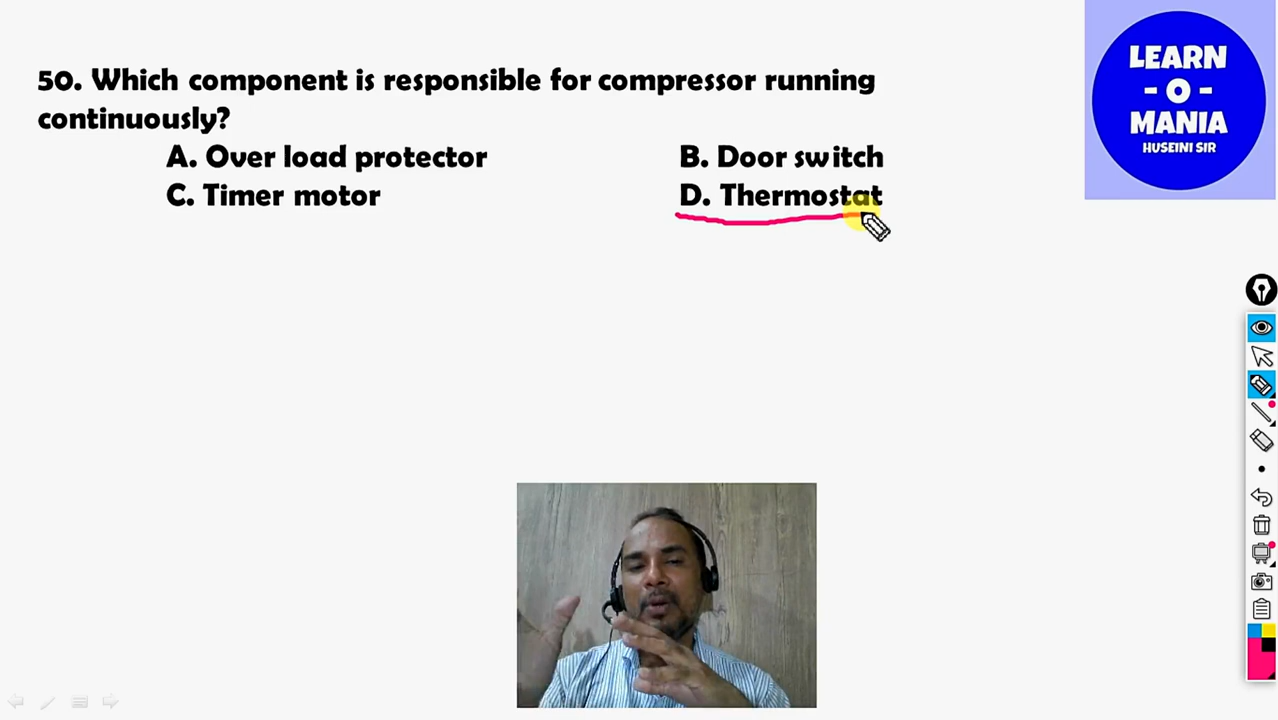 50. Which component is responsible for compressor running
continuously?
A. Over load protector
B. Door switch
C. Timer motor
D. Thermostat
LEARN
- O -
MANIA
HUSEINI SIR